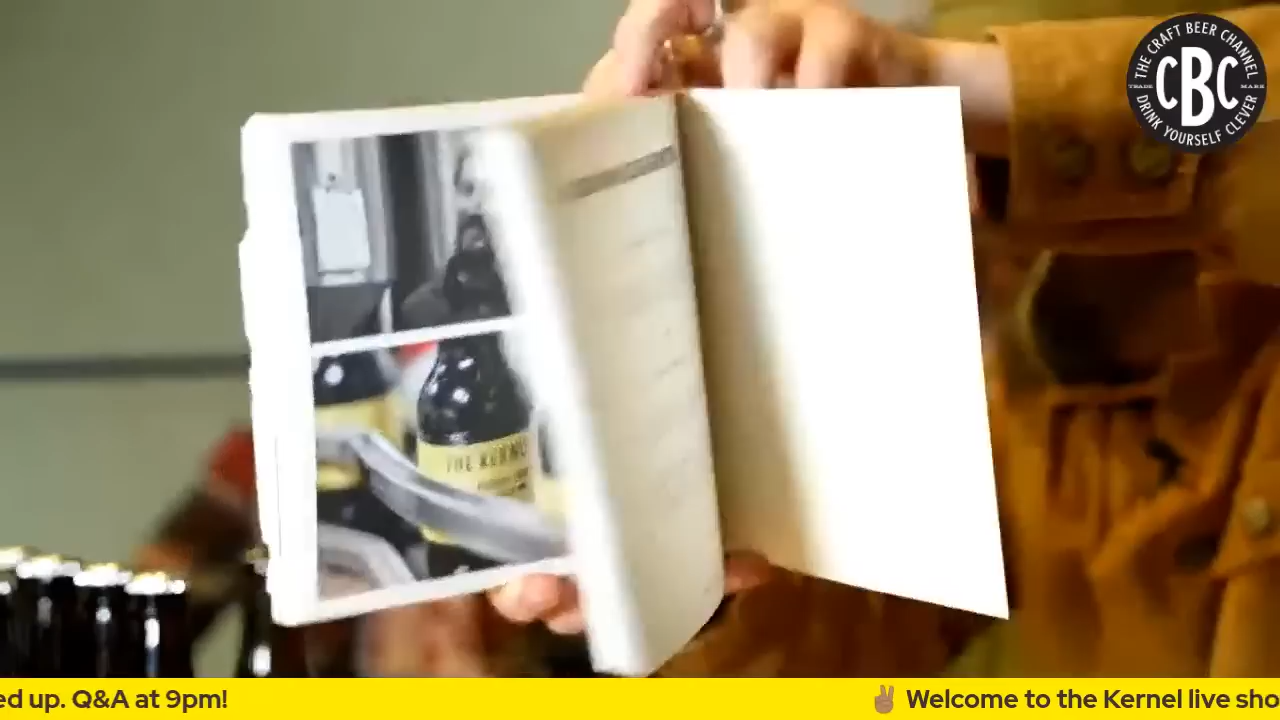 THE CRAFT BEER CHANNEL
TRADE
CBC
MARK
DRINK YOURSELF CLEVER
THE KERNE
ed up. Q&A at 9pm!
✌🏽 Welcome to the Kernel live sho